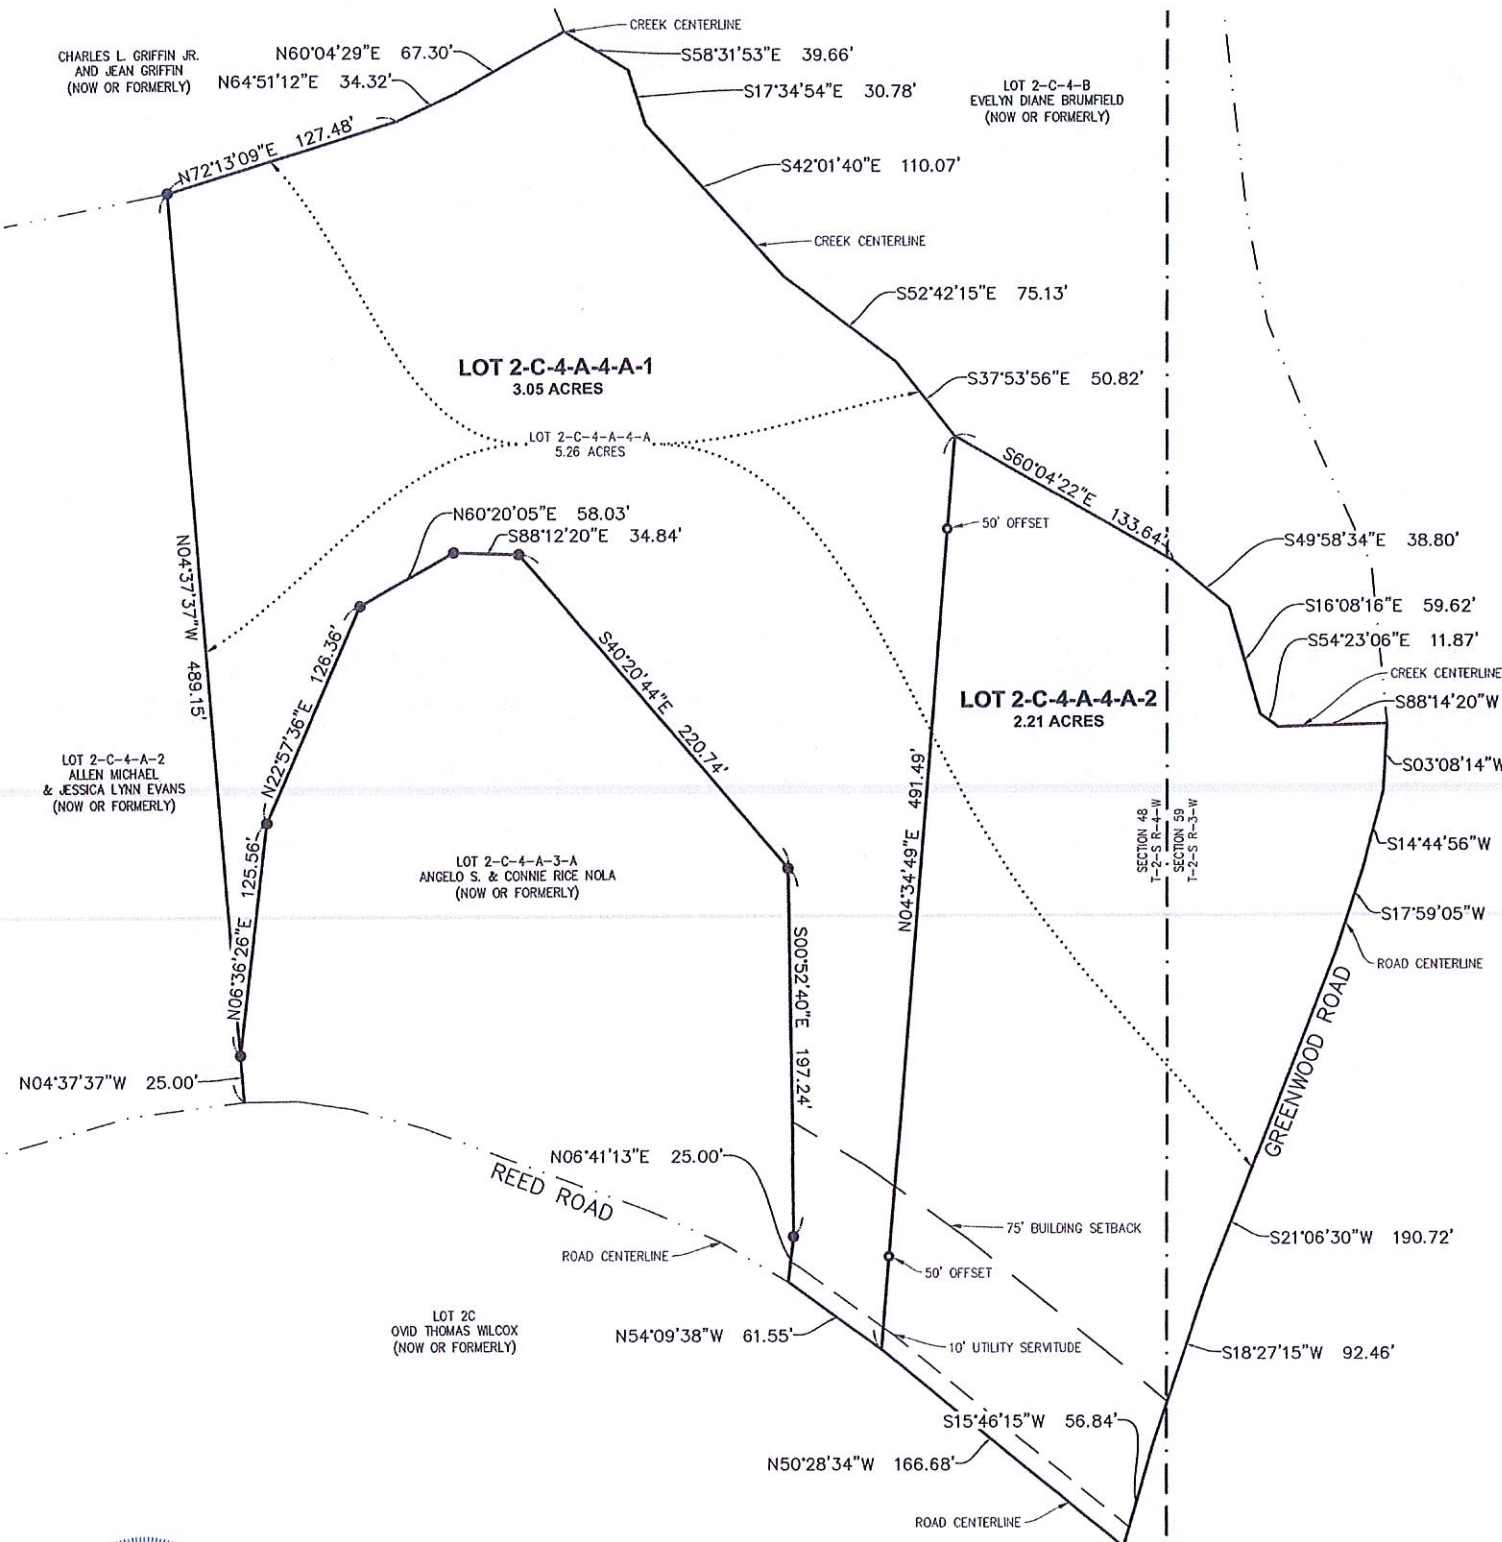 CREEK CENTERLINE
CHARLES L. GRIFFIN JR.
AND JEAN GRIFFIN
(NOW OR FORMERLY)
N60°04'29"E 67.30'
N64°51'12"E 34.32'
S58°31'53"E 39.66'
S17°34'54"E 30.78'
LOT 2-C-4-B
EVELYN DIANE BRUMFIELD
(NOW OR FORMERLY)
N72°13'09"E 127.48'
S42°01'40"E 110.07'
CREEK CENTERLINE
S52°42'15"E 75.13'
LOT 2-C-4-A-4-A-1
3.05 ACRES
S37°53'56"E 50.82'
LOT 2-C-4-A-4-A
5.26 ACRES
S60°04'22"E 133.64'
N60°20'05"E 58.03'
S88°12'20"E 34.84'
50' OFFSET
S49°58'34"E 38.80'
N04°37'37"W 489.15'
S16°08'16"E 59.62'
S54°23'06"E 11.87'
N22°57'36"E 126.36'
S40°20'44"E 220.74'
CREEK CENTERLINE
S88°14'20"W
LOT 2-C-4-A-4-A-2
2.21 ACRES
S03°08'14"W
LOT 2-C-4-A-2
ALLEN MICHAEL
& JESSICA LYNN EVANS
(NOW OR FORMERLY)
N04°34'49"E 491.49'
SECTION 48
T-2-S R-4-W
SECTION 59
T-2-S R-3-W
S14°44'56"W
LOT 2-C-4-A-3-A
ANGELO S. & CONNIE RICE NOLA
(NOW OR FORMERLY)
N06°36'26"E 125.56'
S17°59'05"W
ROAD CENTERLINE
S00°52'40"E 197.24'
GREENWOOD ROAD
N04°37'37"W 25.00'
N06°41'13"E 25.00'
REED ROAD
75' BUILDING SETBACK
S21°06'30"W 190.72'
ROAD CENTERLINE
50' OFFSET
LOT 2C
OVID THOMAS WILCOX
(NOW OR FORMERLY)
N54°09'38"W 61.55'
10' UTILITY SERVITUDE
S18°27'15"W 92.46'
S15°46'15"W 56.84'
N50°28'34"W 166.68'
ROAD CENTERLINE